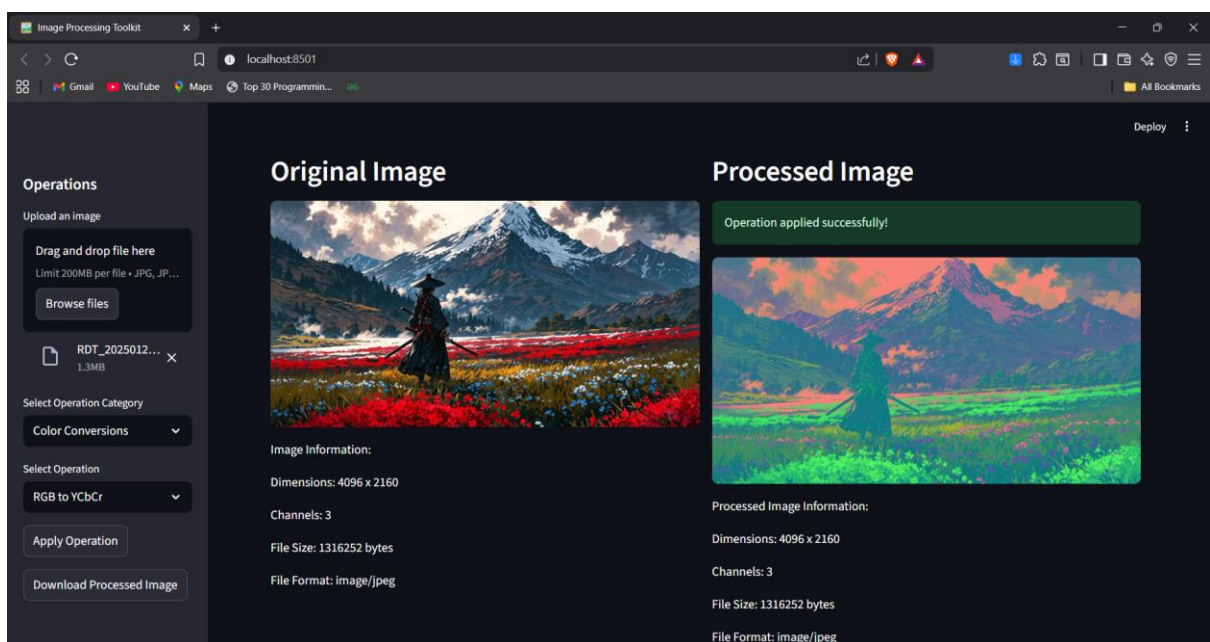 Image Processing Toolkit
localhost:8501
Gmail YouTube Maps Top 30 Programmin... All Bookmarks
Deploy
Operations
Upload an image
Drag and drop file here
Limit 200MB per file • JPG, JP...
Browse files
RDT_2025012...
1.3MB
Select Operation Category
Color Conversions
Select Operation
RGB to YCbCr
Apply Operation
Download Processed Image
Original Image
Image Information:
Dimensions: 4096 x 2160
Channels: 3
File Size: 1316252 bytes
File Format: image/jpeg
Processed Image
Operation applied successfully!
Processed Image Information:
Dimensions: 4096 x 2160
Channels: 3
File Size: 1316252 bytes
File Format: image/jpeg